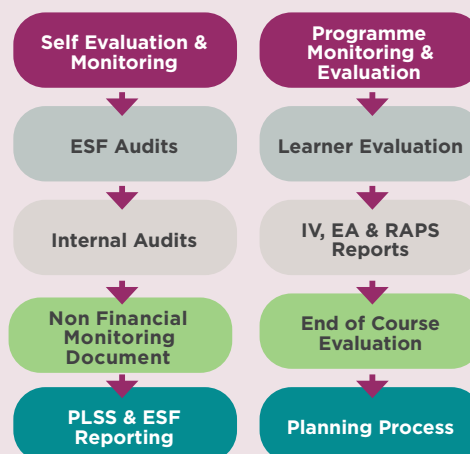 Self Evaluation &
Monitoring
ESF Audits
Internal Audits
Non Financial
Monitoring
Document
PLSS & ESF
Reporting
Programme
Monitoring &
Evaluation
Learner Evaluation
IV, EA & RAPS
Reports
End of Course
Evaluation
Planning Process